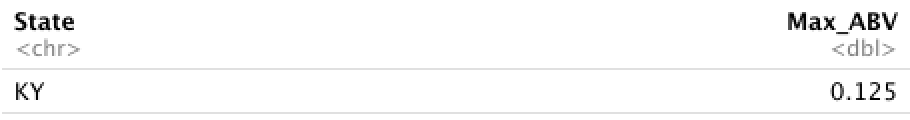 State Max_ABV
<chr> <dbl>
KY 0.125